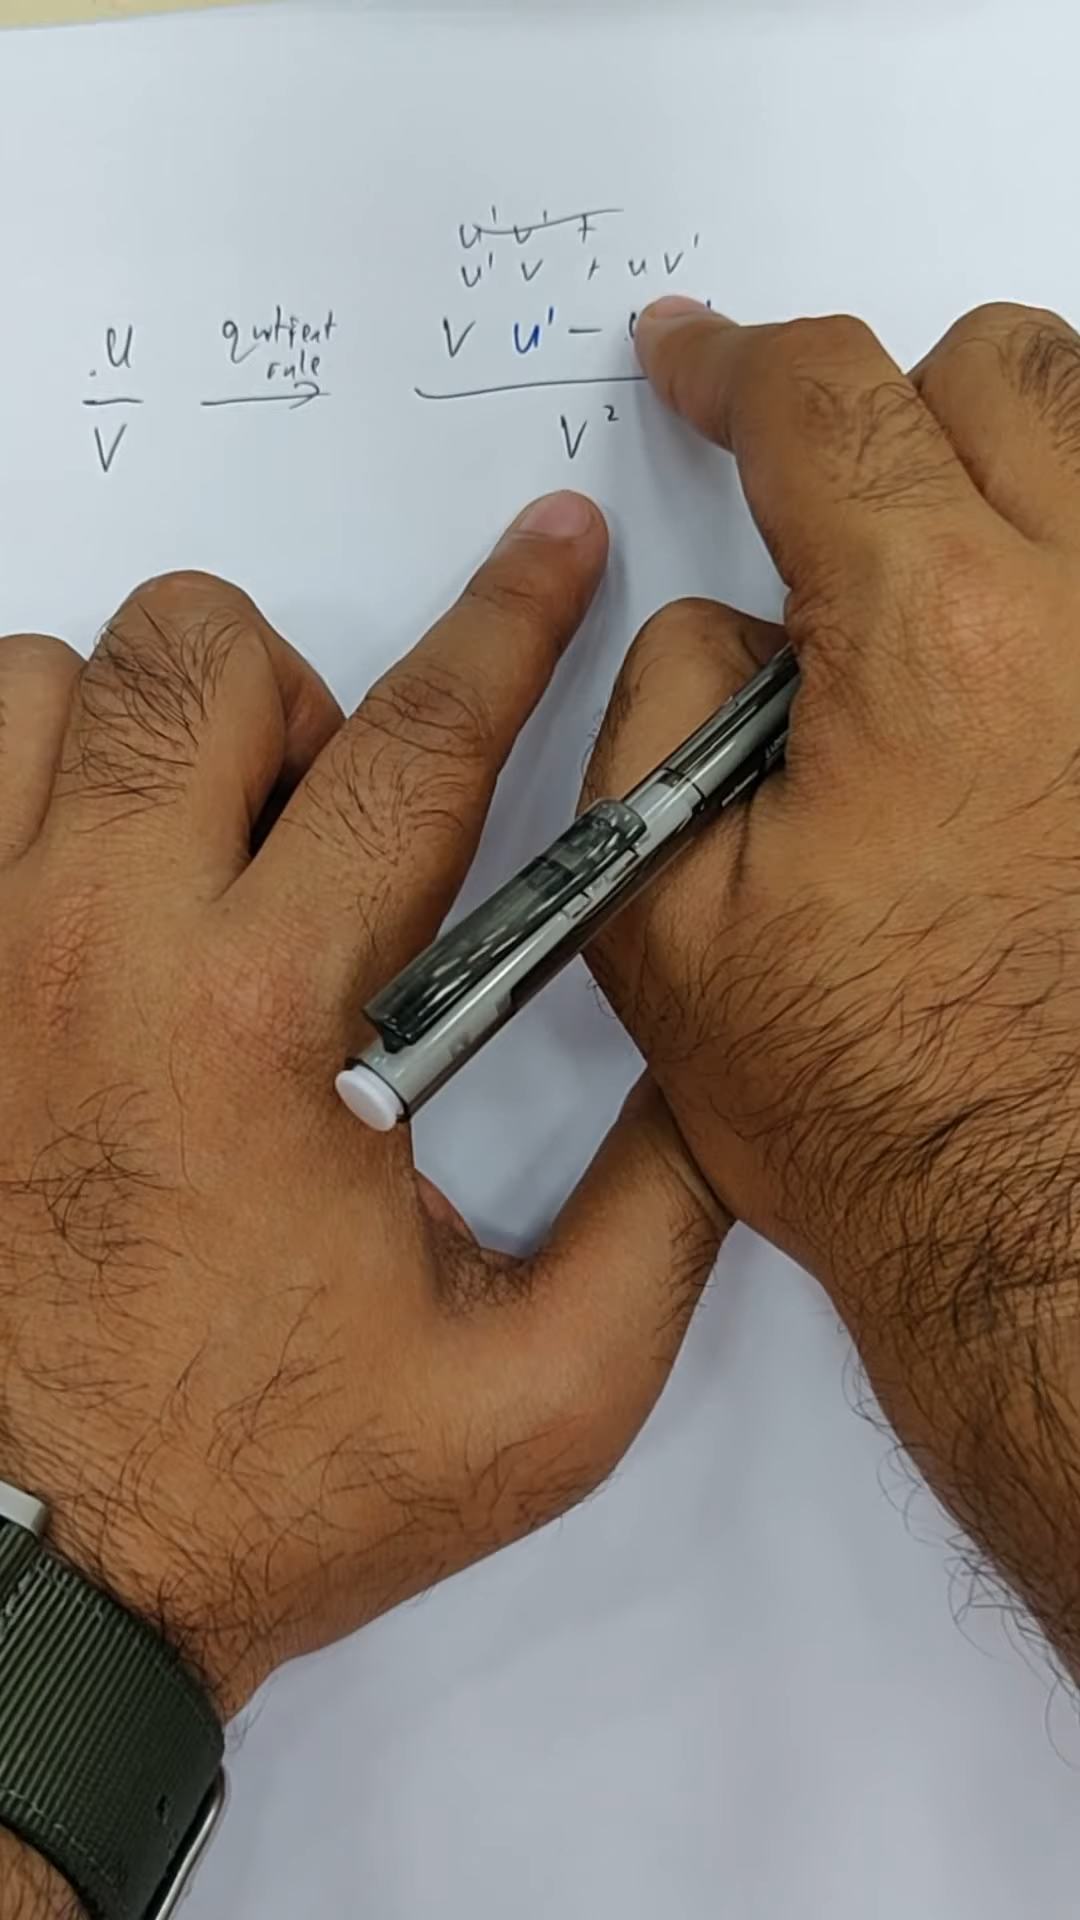 u' v' +
u' v + u v'
u quotient v u' −
rule
v v²